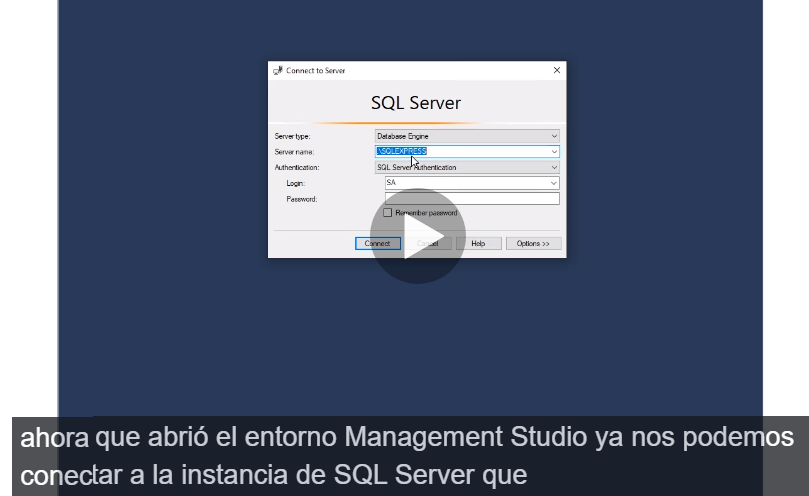 Connect to Server
SQL Server
Server type: Database Engine
Server name: .\SQLEXPRESS
Authentication: SQL Server Authentication
Login: SA
Password:
Remember password
Connect Cancel Help Options >>
ahora que abrió el entorno Management Studio ya nos podemos
conectar a la instancia de SQL Server que